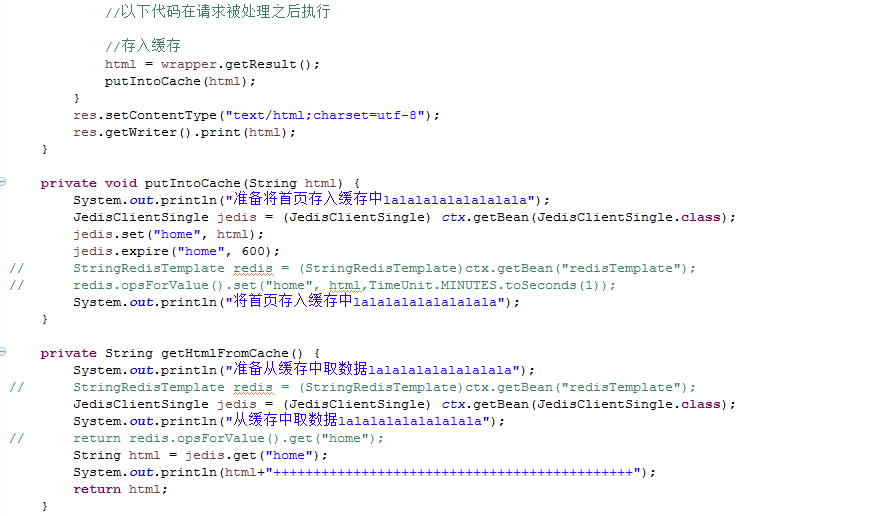 //以下代码在请求被处理之后执行
//存入缓存
html = wrapper.getResult();
putIntoCache(html);
}
res.setContentType("text/html;charset=utf-8");
res.getWriter().print(html);
}
private void putIntoCache(String html) {
System.out.println("准备将首页存入缓存中lalalalalalalalala");
JedisClientSingle jedis = (JedisClientSingle) ctx.getBean(JedisClientSingle.class);
jedis.set("home", html);
jedis.expire("home", 600);
// StringRedisTemplate redis = (StringRedisTemplate)ctx.getBean("redisTemplate");
// redis.opsForValue().set("home", html,TimeUnit.MINUTES.toSeconds(1));
System.out.println("将首页存入缓存中lalalalalalalalala");
}
private String getHtmlFromCache() {
System.out.println("准备从缓存中取数据lalalalalalalalala");
// StringRedisTemplate redis = (StringRedisTemplate)ctx.getBean("redisTemplate");
JedisClientSingle jedis = (JedisClientSingle) ctx.getBean(JedisClientSingle.class);
System.out.println("从缓存中取数据lalalalalalalalala");
// return redis.opsForValue().get("home");
String html = jedis.get("home");
System.out.println(html+"+++++++++++++++++++++++++++++++++++++++++++++");
return html;
}